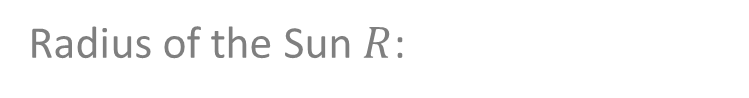 Radius of the Sun R: